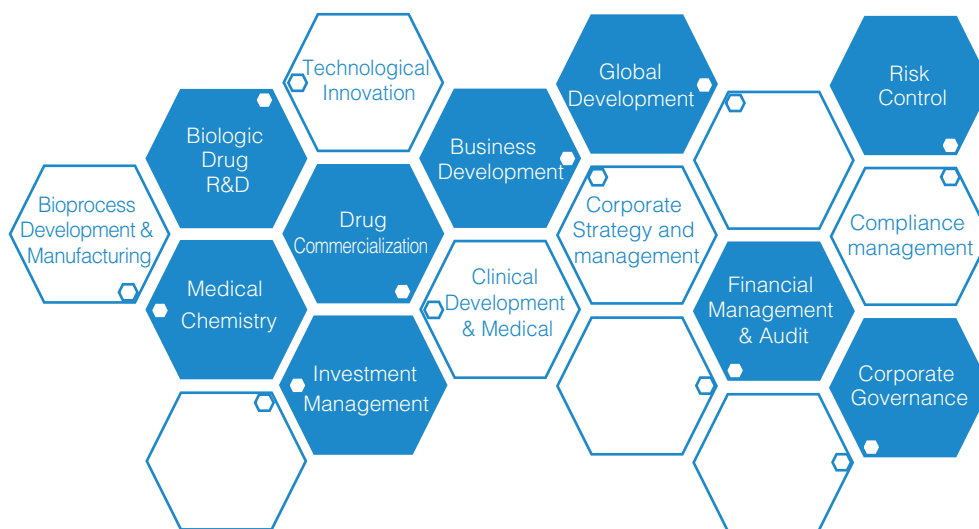 Technological
Innovation
Global
Development
Risk
Control
Biologic
Drug
R&D
Business
Development
Bioprocess
Development &
Manufacturing
Drug
Commercialization
Corporate
Strategy and
management
Compliance
management
Medical
Chemistry
Clinical
Development
& Medical
Financial
Management
& Audit
Investment
Management
Corporate
Governance